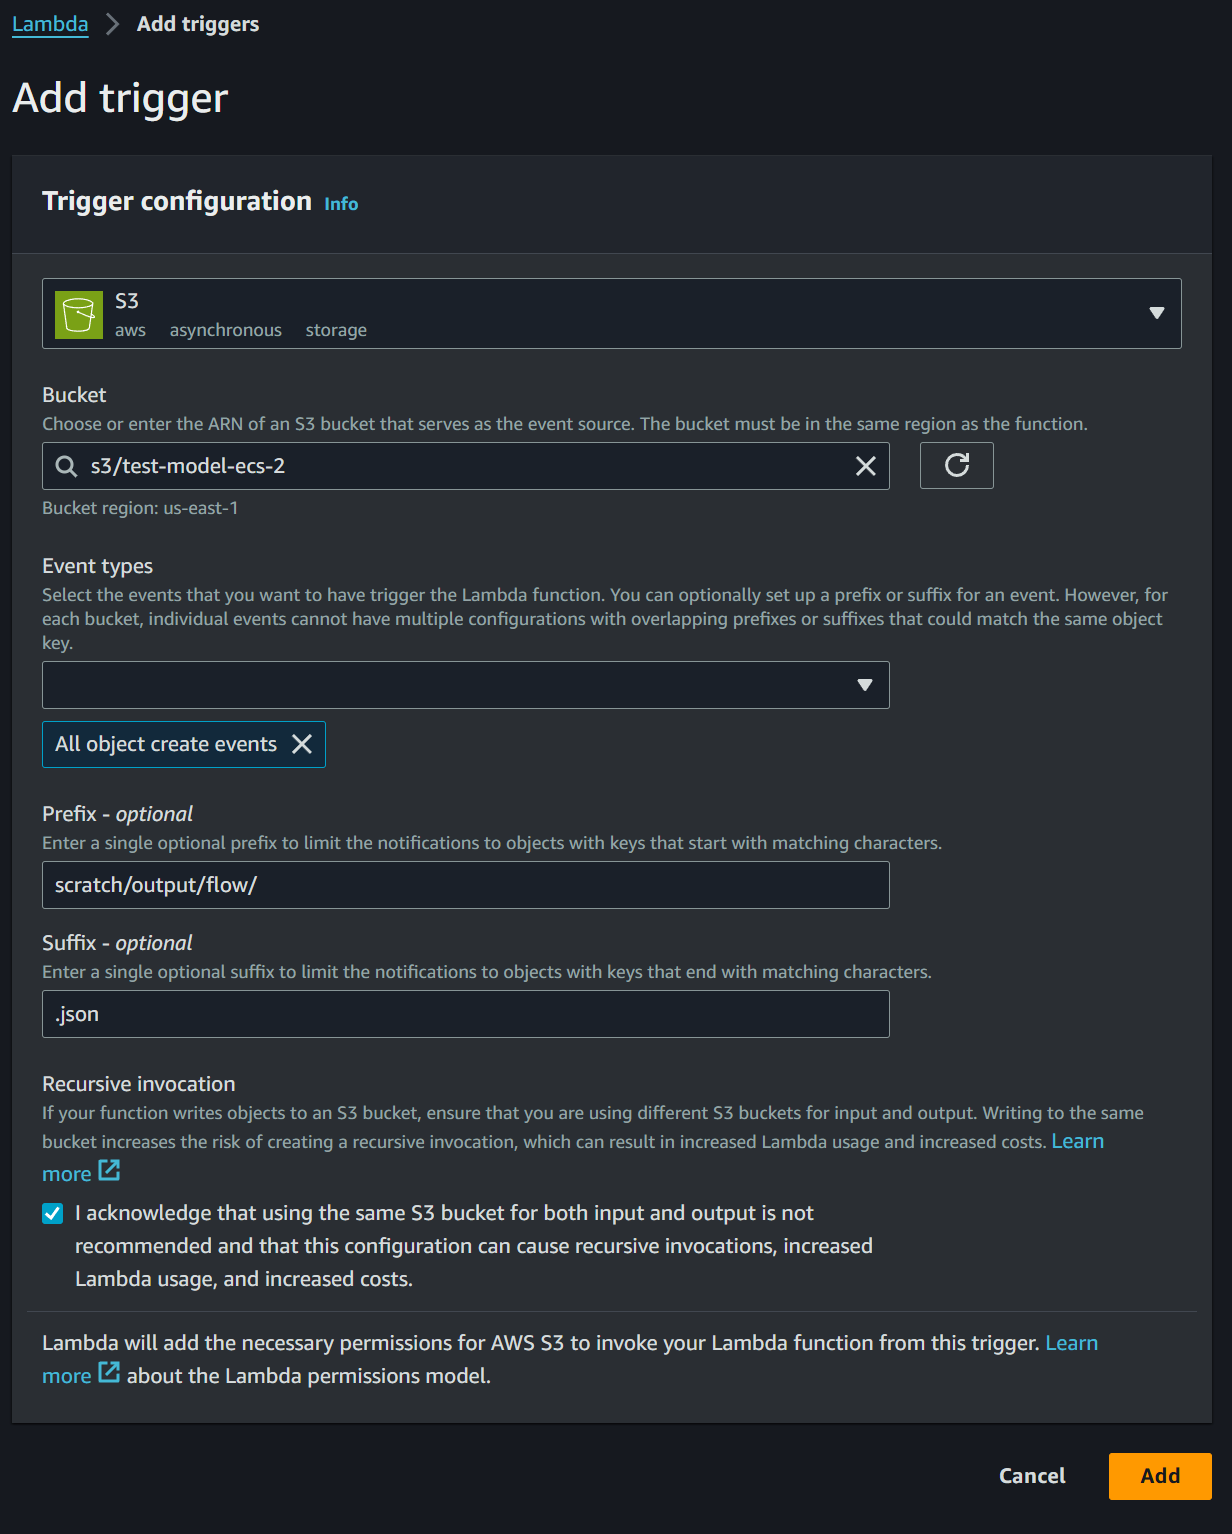 Lambda > Add triggers
Add trigger
Trigger configuration Info
S3
aws asynchronous storage
Bucket
Choose or enter the ARN of an S3 bucket that serves as the event source. The bucket must be in the same region as the function.
s3/test-model-ecs-2
Bucket region: us-east-1
Event types
Select the events that you want to have trigger the Lambda function. You can optionally set up a prefix or suffix for an event. However, for
each bucket, individual events cannot have multiple configurations with overlapping prefixes or suffixes that could match the same object
key.
All object create events
Prefix - optional
Enter a single optional prefix to limit the notifications to objects with keys that start with matching characters.
scratch/output/flow/
Suffix - optional
Enter a single optional suffix to limit the notifications to objects with keys that end with matching characters.
.json
Recursive invocation
If your function writes objects to an S3 bucket, ensure that you are using different S3 buckets for input and output. Writing to the same
bucket increases the risk of creating a recursive invocation, which can result in increased Lambda usage and increased costs. Learn
more
I acknowledge that using the same S3 bucket for both input and output is not
recommended and that this configuration can cause recursive invocations, increased
Lambda usage, and increased costs.
Lambda will add the necessary permissions for AWS S3 to invoke your Lambda function from this trigger. Learn
more about the Lambda permissions model.
Cancel Add